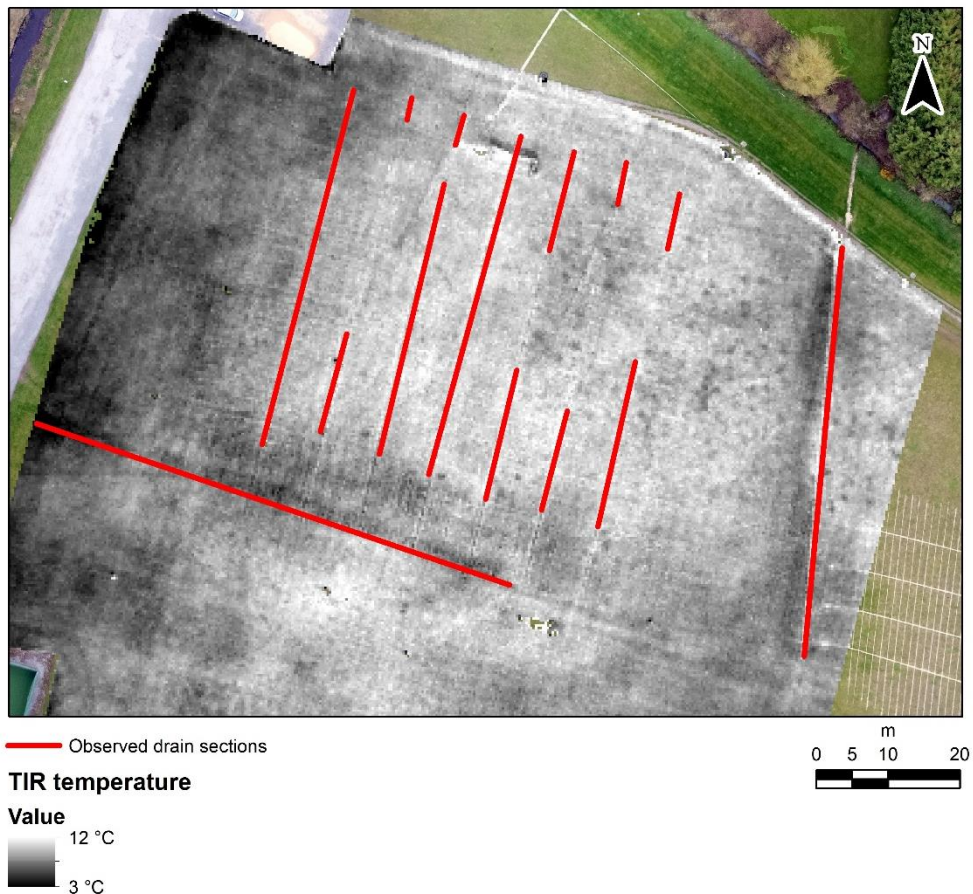 N
Observed drain sections
m
0 5 10 20
TIR temperature
Value
12 °C
3 °C